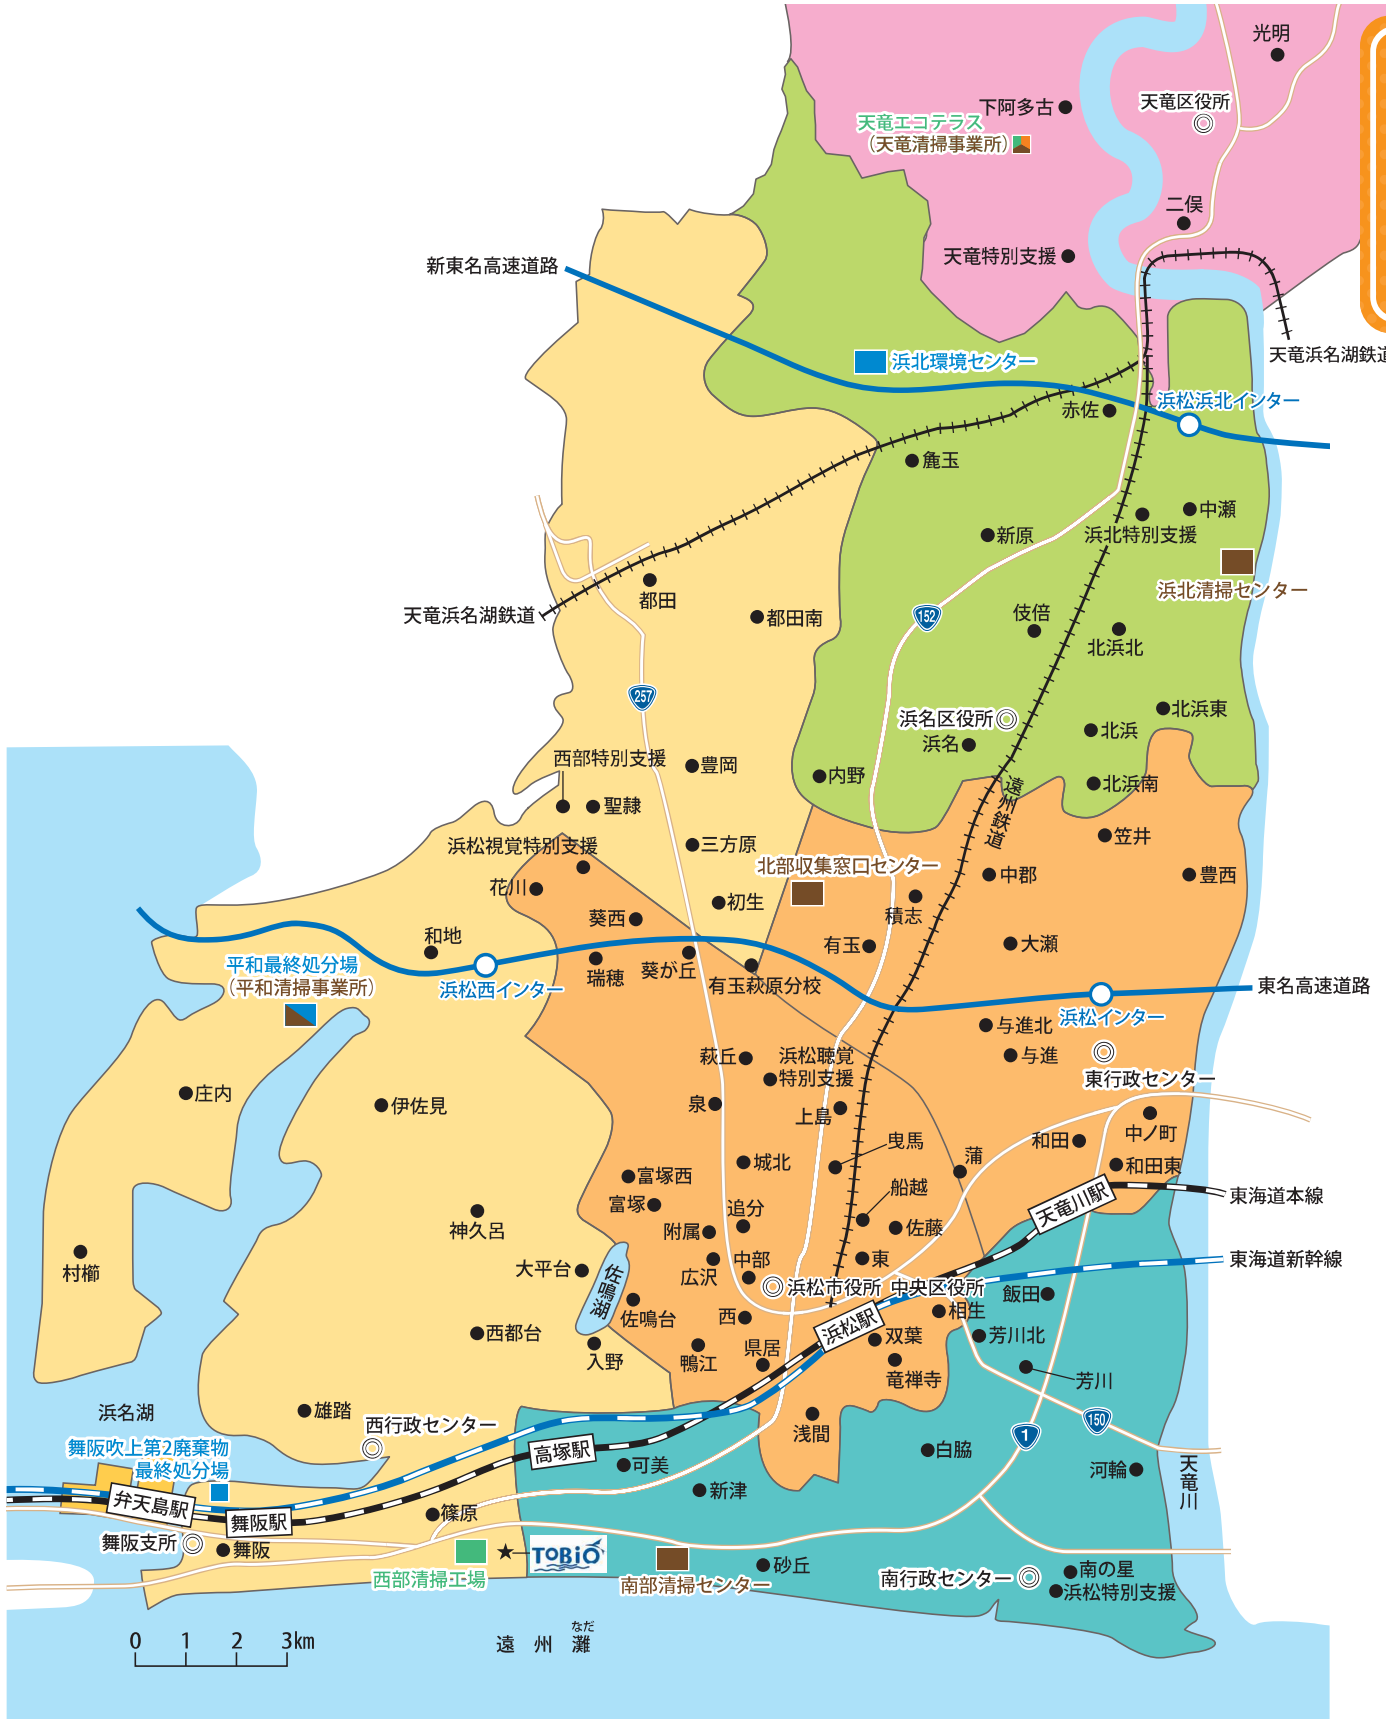 光明
下阿多古
天竜区役所
天竜エコテラス
（天竜清掃事業所）
二俣
天竜特別支援
新東名高速道路
天竜浜名湖鉄道
浜北環境センター
浜松浜北インター
赤佐
麁玉
中瀬
新原
浜北特別支援
浜北清掃センター
都田
天竜浜名湖鉄道
都田南
152
伎倍
北浜北
257
浜名区役所
浜名
北浜東
北浜
西部特別支援
豊岡
内野
北浜南
聖隷
遠州鉄道
笠井
浜松視覚特別支援
三方原
北部収集窓口センター
花川
中郡
豊西
初生
葵西
積志
和地
有玉
大瀬
平和最終処分場
（平和清掃事業所）
瑞穂
葵が丘
有玉萩原分校
浜松西インター
東名高速道路
浜松インター
与進北
萩丘
浜松聴覚
特別支援
与進
東行政センター
庄内
伊佐見
泉
上島
中ノ町
曳馬
和田
蒲
城北
和田東
富塚西
船越
天竜川駅
東海道本線
富塚
追分
神久呂
附属
佐藤
東海道新幹線
村櫛
大平台
佐鳴湖
広沢
中部
東
浜松市役所
中央区役所
飯田
佐鳴台
西
相生
浜松駅
西都台
入野
鴨江
県居
双葉
芳川北
竜禅寺
芳川
浜名湖
雄踏
西行政センター
浅間
1
150
舞阪吹上第2廃棄物
最終処分場
高塚駅
可美
白脇
河輪
天竜川
新津
弁天島駅
舞阪駅
篠原
舞阪支所
舞阪
TOBiO
西部清掃工場
南部清掃センター
砂丘
南行政センター
南の星
浜松特別支援
なだ
遠州灘
0 1 2 3km